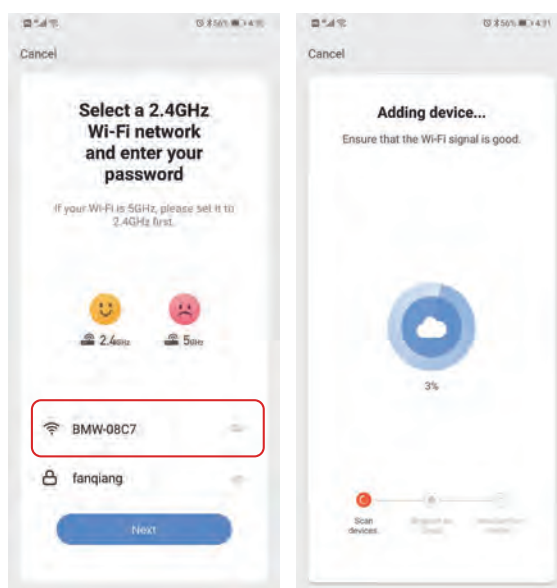 Cancel
Select a 2.4GHz
Wi-Fi network
and enter your
password
If your Wi-Fi is 5GHz, please set it to
2.4GHz first.
2.4GHz
5GHz
BMW-08C7
fanqiang
Next
56%
Cancel
Adding device...
Ensure that the Wi-Fi signal is good.
3%
Scan
devices.